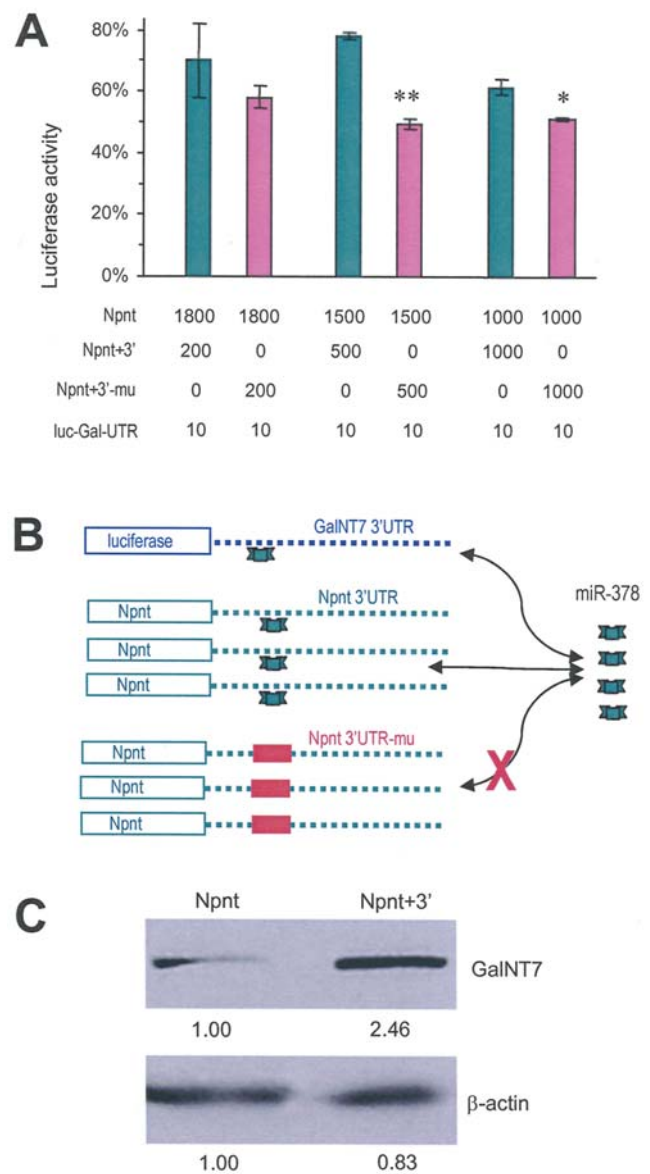 A
Luciferase activity
80%
60%
40%
20%
0%
** *
Npnt 1800 1800 1500 1500 1000 1000
Npnt+3' 200 0 500 0 1000 0
Npnt+3'-mu 0 200 0 500 0 1000
luc-Gal-UTR 10 10 10 10 10 10
B
luciferase GalNT7 3'UTR
miR-378
Npnt 3'UTR
Npnt
Npnt
Npnt
Npnt 3'UTR-mu
Npnt
Npnt
Npnt
X
C
Npnt Npnt+3'
GalNT7
1.00 2.46
β-actin
1.00 0.83